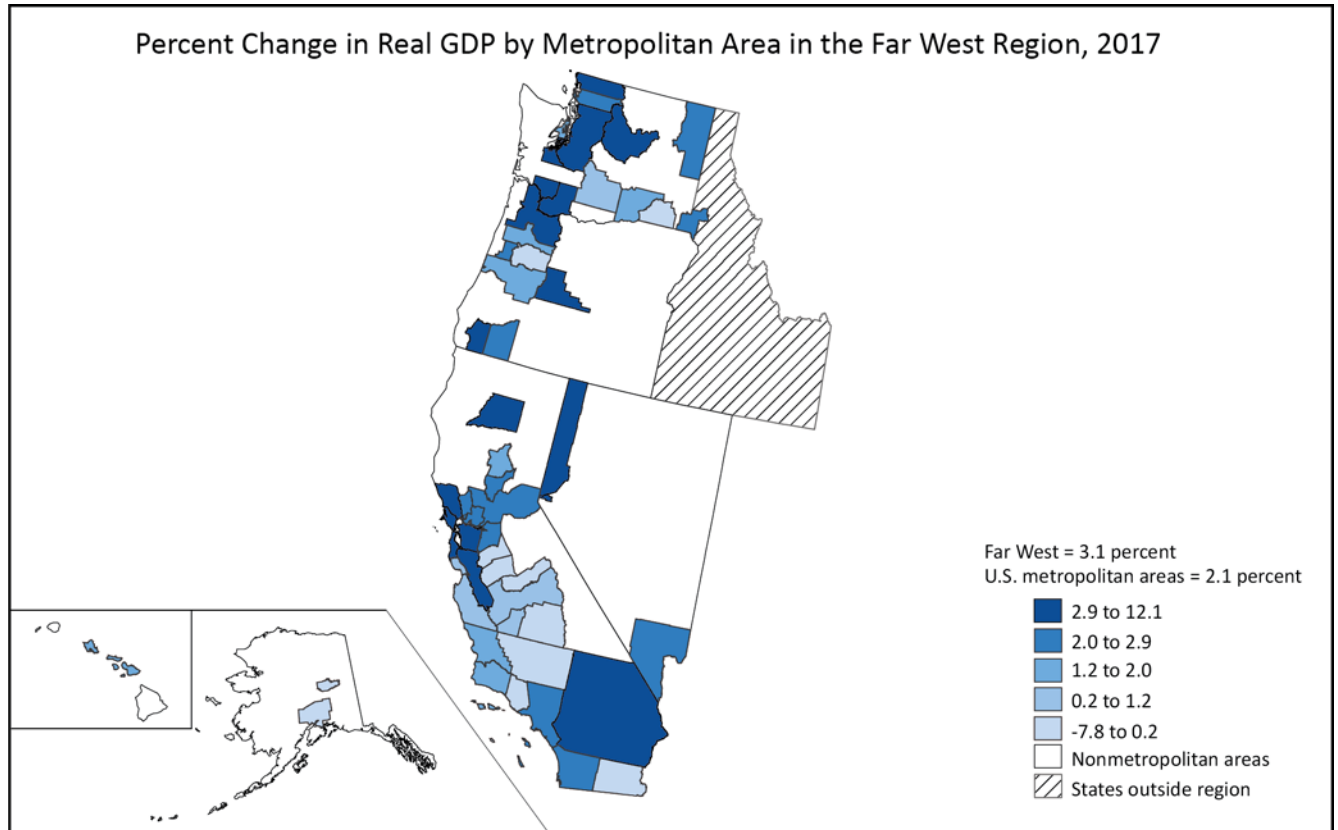 Percent Change in Real GDP by Metropolitan Area in the Far West Region, 2017
Far West = 3.1 percent
U.S. metropolitan areas = 2.1 percent
2.9 to 12.1
2.0 to 2.9
1.2 to 2.0
0.2 to 1.2
-7.8 to 0.2
Nonmetropolitan areas
States outside region